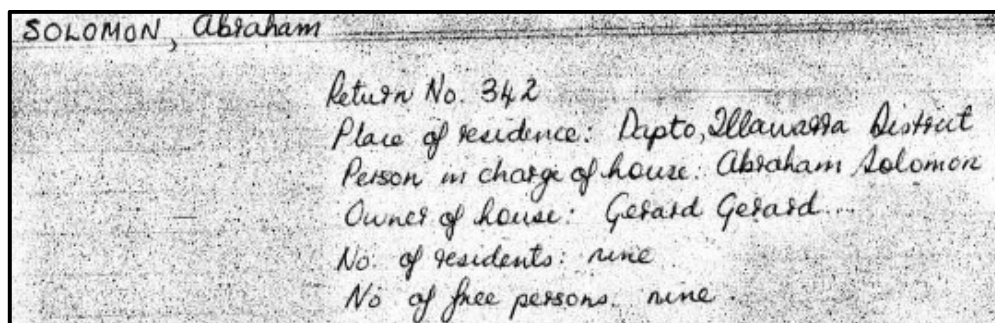 SOLOMON, Abraham
Return No. 342
Place of residence: Dapto, Illawarra District
Person in charge of house: Abraham Solomon
Owner of house: Gerard Gerard...
No. of residents: nine
No of free persons: nine.